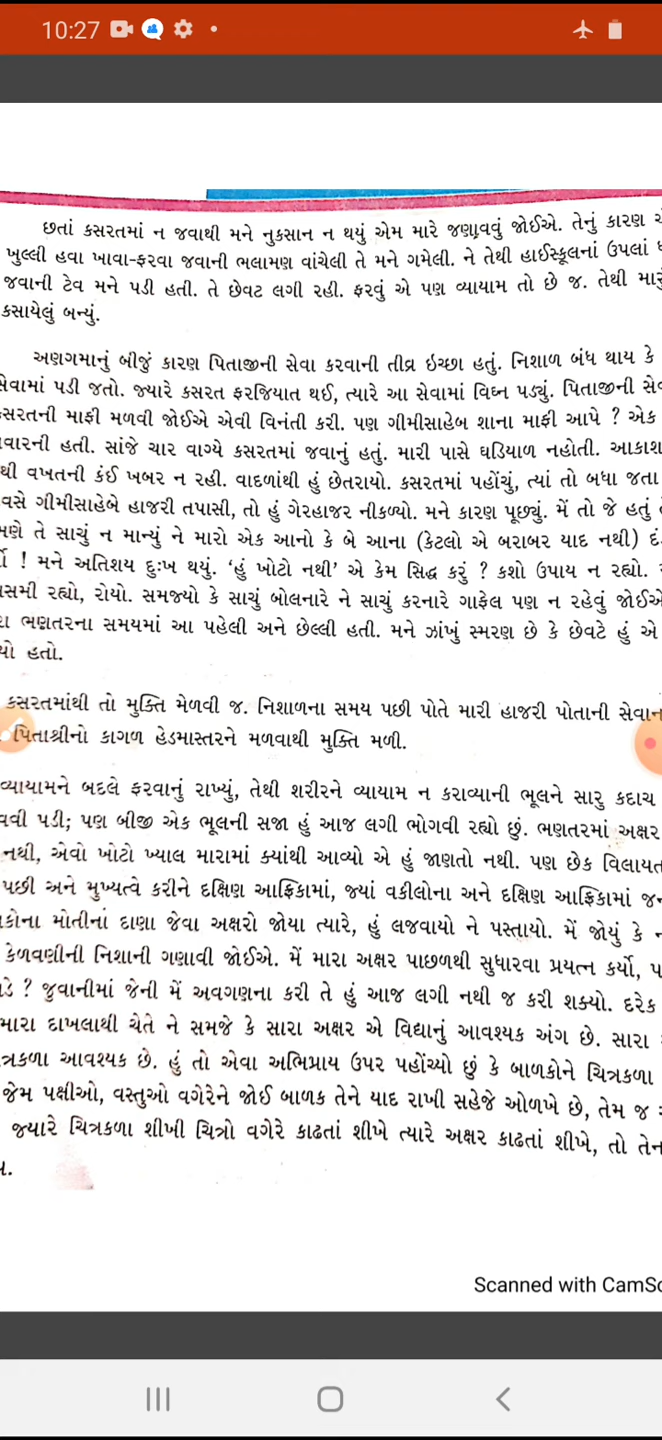 10:27
છતાં કસરતમાં ન જવાથી મને નુકસાન ન થયું એમ મારે જણાવવું જોઈએ. તેનું કારણ
ખુલ્લી હવા ખાવા-ફરવા જવાની ભલામણ વાંચેલી તે મને ગમેલી. ને તેથી હાઈસ્કૂલનાં ઉપલાં
જવાની ટેવ મને પડી હતી. તે છેવટ લગી રહી. ફરવું એ પણ વ્યાયામ તો છે જ. તેથી
કસાયેલું બન્યું.
અણગમાનું બીજું કારણ પિતાજીની સેવા કરવાની તીવ્ર ઇચ્છા હતું. નિશાળ બંધ થાય કે
સેવામાં પડી જતો. જ્યારે કસરત ફરજિયાત થઈ, ત્યારે આ સેવામાં વિઘ્ન પડ્યું. પિતાજીની
કસરતની માફી મળવી જોઈએ એવી વિનંતી કરી. પણ ગીમીસાહેબ શાના માફી આપે ? એક
વારની હતી. સાંજે ચાર વાગ્યે કસરતમાં જવાનું હતું. મારી પાસે ઘડિયાળ નહોતી. આકાશ
થી વખતની કંઈ ખબર ન રહી. વાદળાંથી હું છેતરાયો. કસરતમાં પહોંચું, ત્યાં તો બધા જતા
વસે ગીમીસાહેબે હાજરી તપાસી, તો હું ગેરહાજર નીકળ્યો. મને કારણ પૂછ્યું. મેં તો જે હતું
મણે તે સાચું ન માન્યું ને મારો એક આનો કે બે આના (કેટલો એ બરાબર યાદ નથી) દં
! મને અતિશય દુઃખ થયું. ‘હું ખોટો નથી’ એ કેમ સિદ્ધ કરું ? કશો ઉપાય ન રહ્યો.
સમી રહ્યો, રોયો. સમજ્યો કે સાચું બોલનારે ને સાચું કરનારે ગાફેલ પણ ન રહેવું જોઈએ
ભણતરના સમયમાં આ પહેલી અને છેલ્લી હતી. મને ઝાંખું સ્મરણ છે કે છેવટે હું એ
યો હતો.
કસરતમાંથી તો મુક્તિ મેળવી જ. નિશાળના સમય પછી પોતે મારી હાજરી પોતાની સેવાન
પિતાશ્રીનો કાગળ હેડમાસ્તરને મળવાથી મુક્તિ મળી.
વ્યાયામને બદલે ફરવાનું રાખ્યું, તેથી શરીરને વ્યાયામ ન કરાવ્યાની ભૂલને સારુ કદાચ
વવી પડી; પણ બીજી એક ભૂલની સજા હું આજ લગી ભોગવી રહ્યો છું. ભણતરમાં અક્ષર
નથી, એવો ખોટો ખ્યાલ મારામાં ક્યાંથી આવ્યો એ હું જાણતો નથી. પણ છેક વિલાયત
પછી અને મુખ્યત્વે કરીને દક્ષિણ આફ્રિકામાં, જ્યાં વકીલોના અને દક્ષિણ આફ્રિકામાં જન
કોના મોતીનાં દાણા જેવા અક્ષરો જોયા ત્યારે, હું લજવાયો ને પસ્તાયો. મેં જોયું કે
કેળવણીની નિશાની ગણાવી જોઈએ. મેં મારા અક્ષર પાછળથી સુધારવા પ્રયત્ન કર્યો, પ
ડે ? જુવાનીમાં જેની મેં અવગણના કરી તે હું આજ લગી નથી જ કરી શક્યો. દરેક
મારા દાખલાથી ચેતે ને સમજે કે સારા અક્ષર એ વિદ્યાનું આવશ્યક અંગ છે. સારા
ત્રકળા આવશ્યક છે. હું તો એવા અભિપ્રાય ઉપર પહોંચ્યો છું કે બાળકોને ચિત્રકળા
જેમ પક્ષીઓ, વસ્તુઓ વગેરેને જોઈ બાળક તેને યાદ રાખી સહેજે ઓળખે છે, તેમ જ
જ્યારે ચિત્રકળા શીખી ચિત્રો વગેરે કાઢતાં શીખે ત્યારે અક્ષર કાઢતાં શીખે, તો તેન
Scanned with CamSc